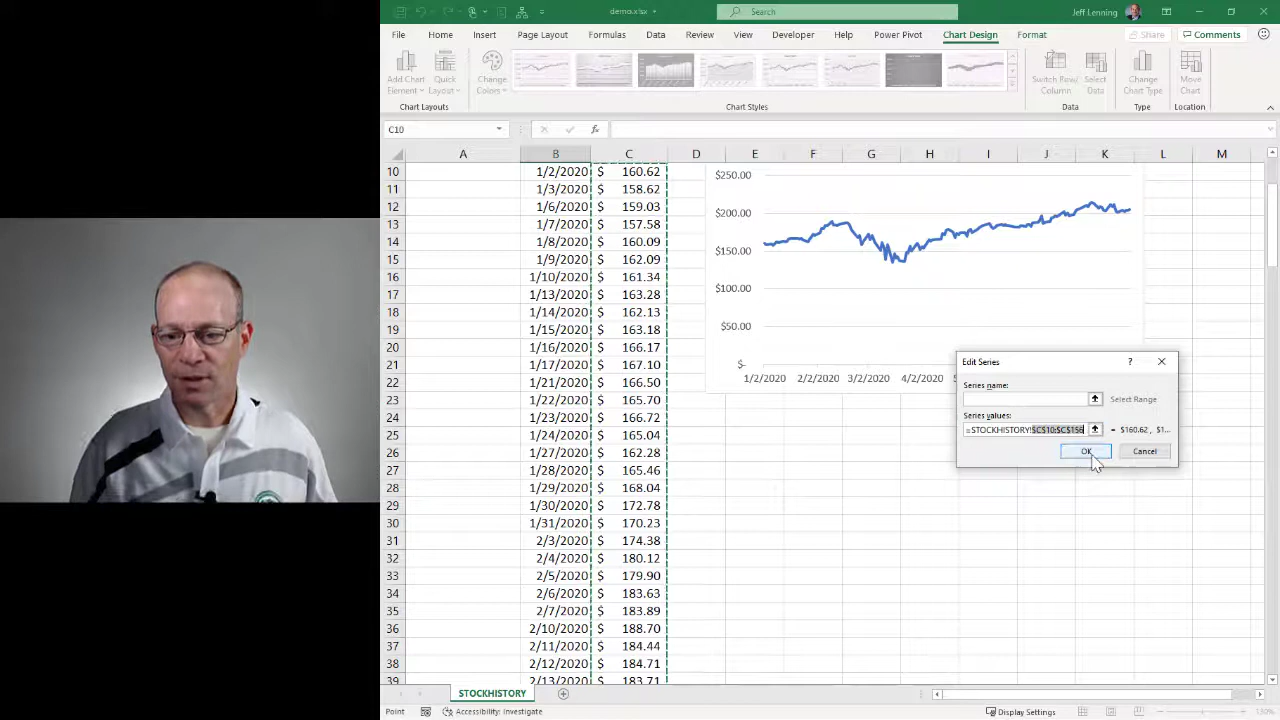 demo.xlsx
Search
Jeff Lenning
File Home Insert Page Layout Formulas Data Review View Developer Help Power Pivot Chart Design Format Share Comments
Add Chart Element
Quick Layout
Change Colors
Switch Row/ Column
Select Data
Change Chart Type
Move Chart
Chart Layouts Chart Styles Data Type Location
C10 fx
A B C D E F G H I J K L M
10 1/2/2020 $ 160.62
11 1/3/2020 $ 158.62
12 1/6/2020 $ 159.03
13 1/7/2020 $ 157.58
14 1/8/2020 $ 160.09
15 1/9/2020 $ 162.09
16 1/10/2020 $ 161.34
17 1/13/2020 $ 163.28
18 1/14/2020 $ 162.13
19 1/15/2020 $ 163.18
20 1/16/2020 $ 166.17
21 1/17/2020 $ 167.10
22 1/21/2020 $ 166.50
23 1/22/2020 $ 165.70
24 1/23/2020 $ 166.72
25 1/24/2020 $ 165.04
26 1/27/2020 $ 162.28
27 1/28/2020 $ 165.46
28 1/29/2020 $ 168.04
29 1/30/2020 $ 172.78
30 1/31/2020 $ 170.23
31 2/3/2020 $ 174.38
32 2/4/2020 $ 180.12
33 2/5/2020 $ 179.90
34 2/6/2020 $ 183.63
35 2/7/2020 $ 183.89
36 2/10/2020 $ 188.70
37 2/11/2020 $ 184.44
38 2/12/2020 $ 184.71
39 2/13/2020 $ 183.71
$250.00
$200.00
$150.00
$100.00
$50.00
$-
1/2/2020 2/2/2020 3/2/2020 4/2/2020
Edit Series ?
Series name:
Select Range
Series values:
=STOCKHISTORY!$C$10:$C$156 = $160.62, $1...
OK Cancel
STOCKHISTORY
Point Accessibility: Investigate Display Settings 130%